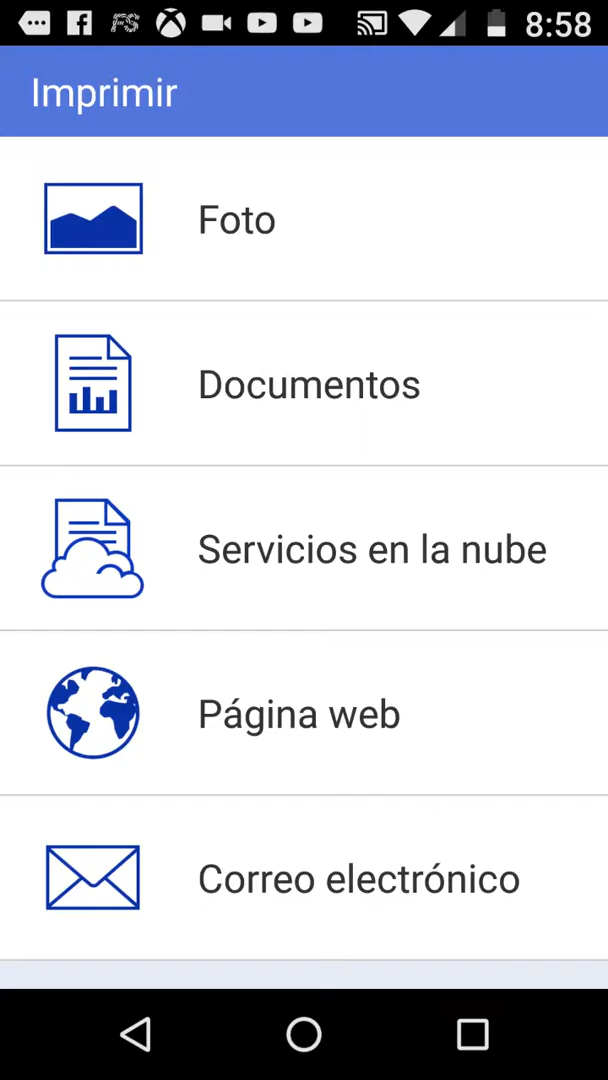 8:58
Imprimir
Foto
Documentos
Servicios en la nube
Página web
Correo electrónico